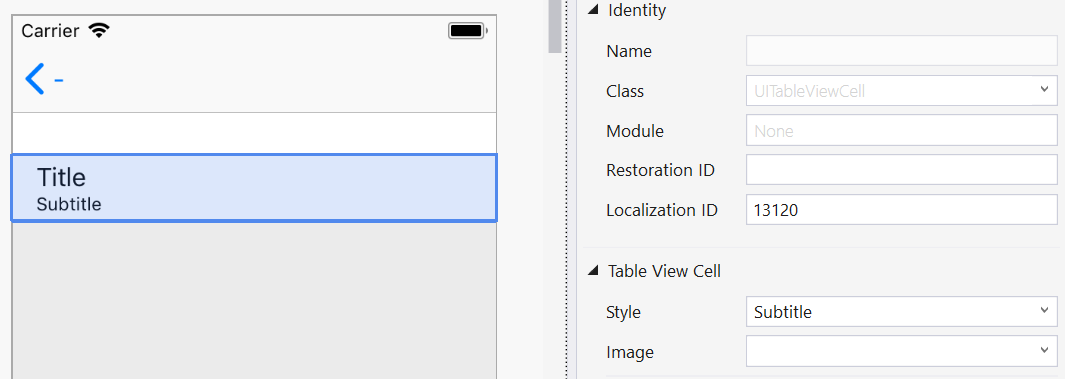 Carrier
-
Title
Subtitle
Identity
Name
Class UITableViewCell
Module None
Restoration ID
Localization ID 13120
Table View Cell
Style Subtitle
Image